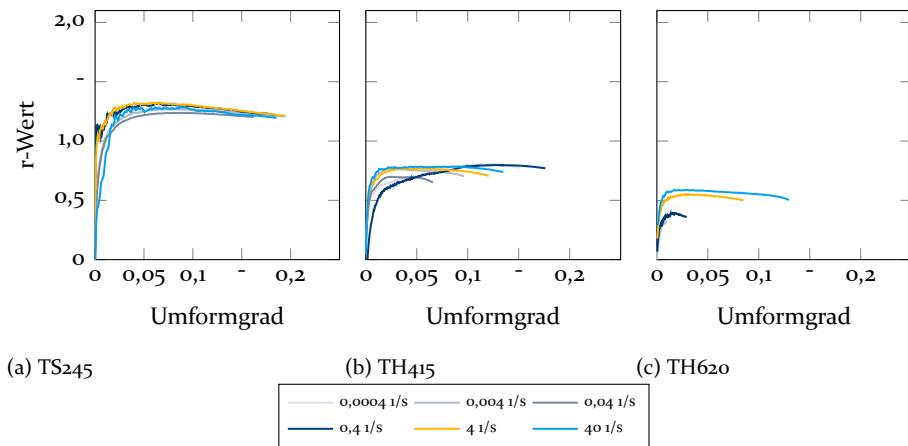 2,0
-
1,0
0,5
0
r-Wert
0 0,05 0,1 - 0,2
0 0,05 0,1 - 0,2
0 0,05 0,1 - 0,2
Umformgrad Umformgrad Umformgrad
(a) TS245 (b) TH415 (c) TH620
0,0004 1/s 0,004 1/s 0,04 1/s
0,4 1/s 4 1/s 40 1/s